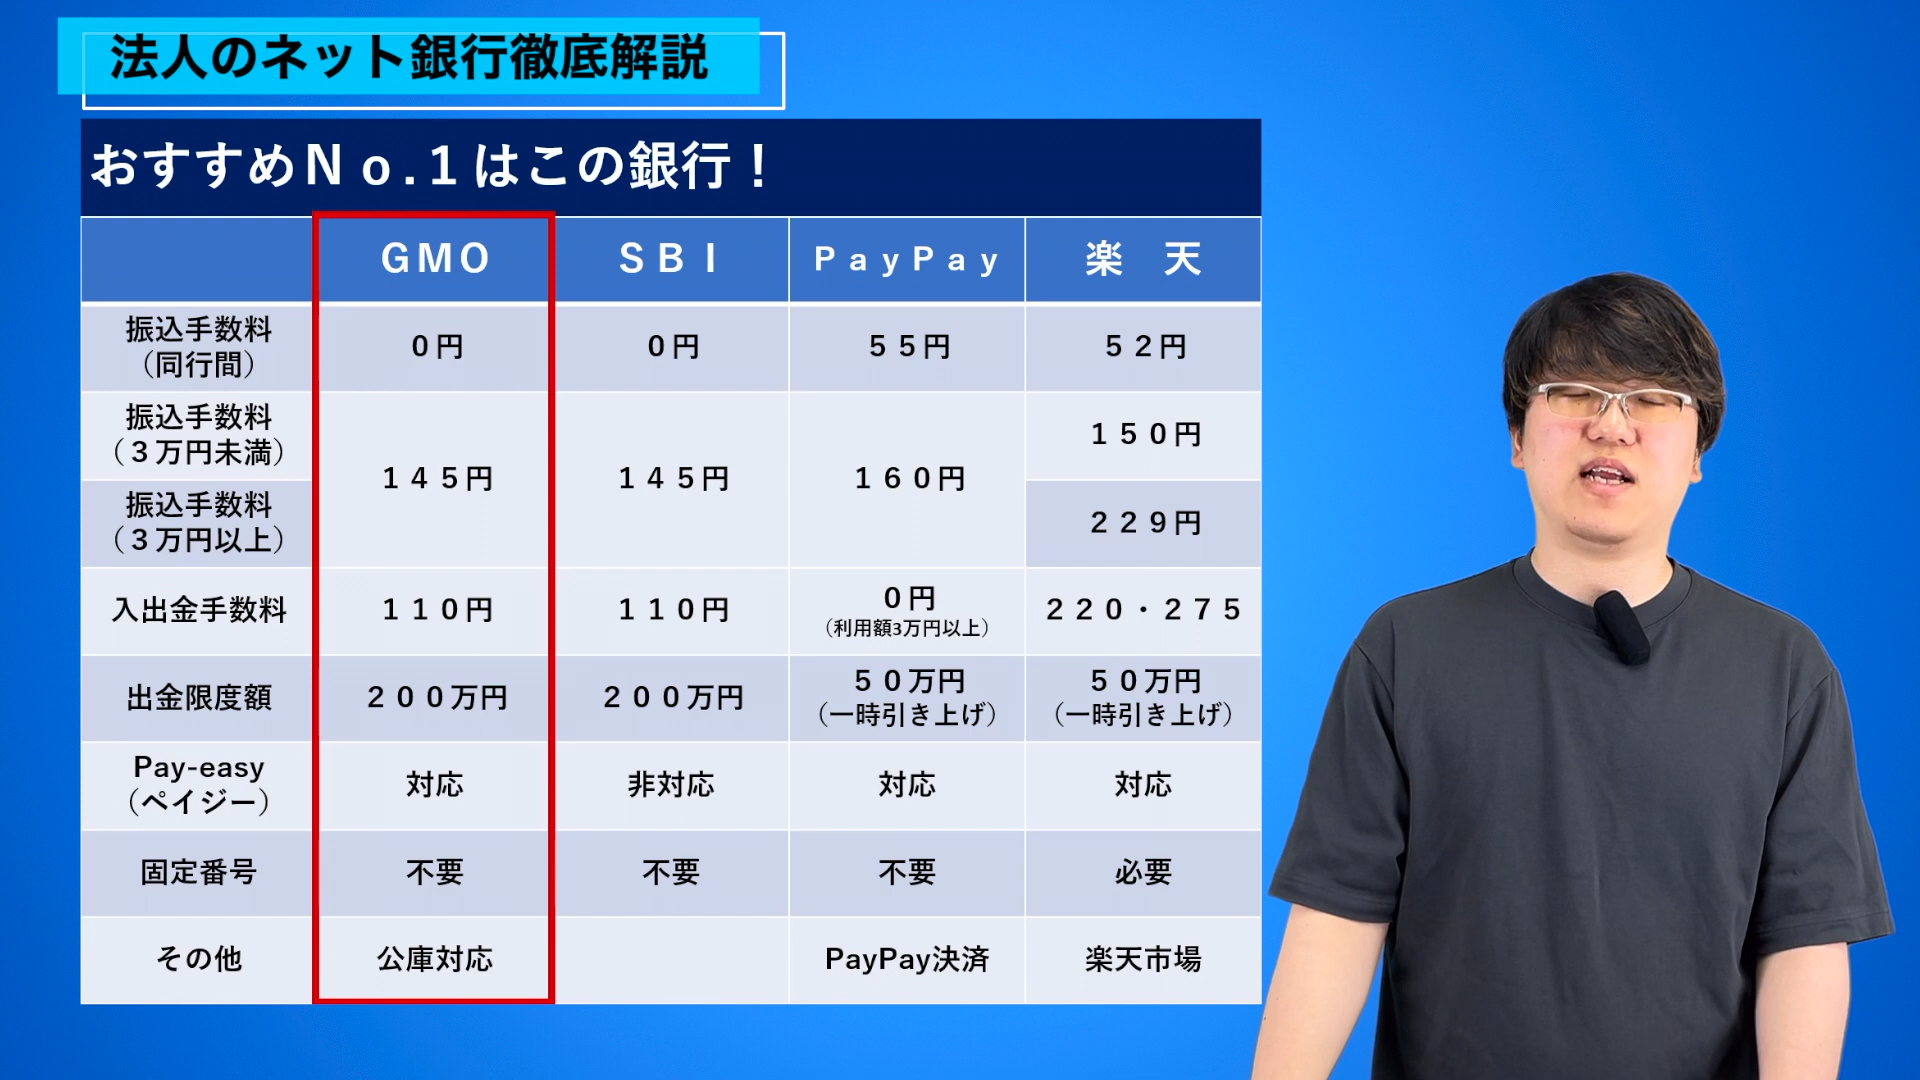 法人のネット銀行徹底解説
おすすめＮｏ.１はこの銀行！
ＧＭＯ ＳＢＩ ＰａｙＰａｙ 楽　天
振込手数料
（同行間）
０円 ０円 ５５円 ５２円
振込手数料
（３万円未満）
振込手数料
（３万円以上）
１４５円 １４５円 １６０円
１５０円
２２９円
入出金手数料 １１０円 １１０円
０円
（利用額3万円以上）
２２０・２７５
出金限度額 ２００万円 ２００万円
５０万円
（一時引き上げ）
５０万円
（一時引き上げ）
Pay-easy
（ペイジー）
対応 非対応 対応 対応
固定番号 不要 不要 不要 必要
その他 公庫対応 PayPay決済 楽天市場